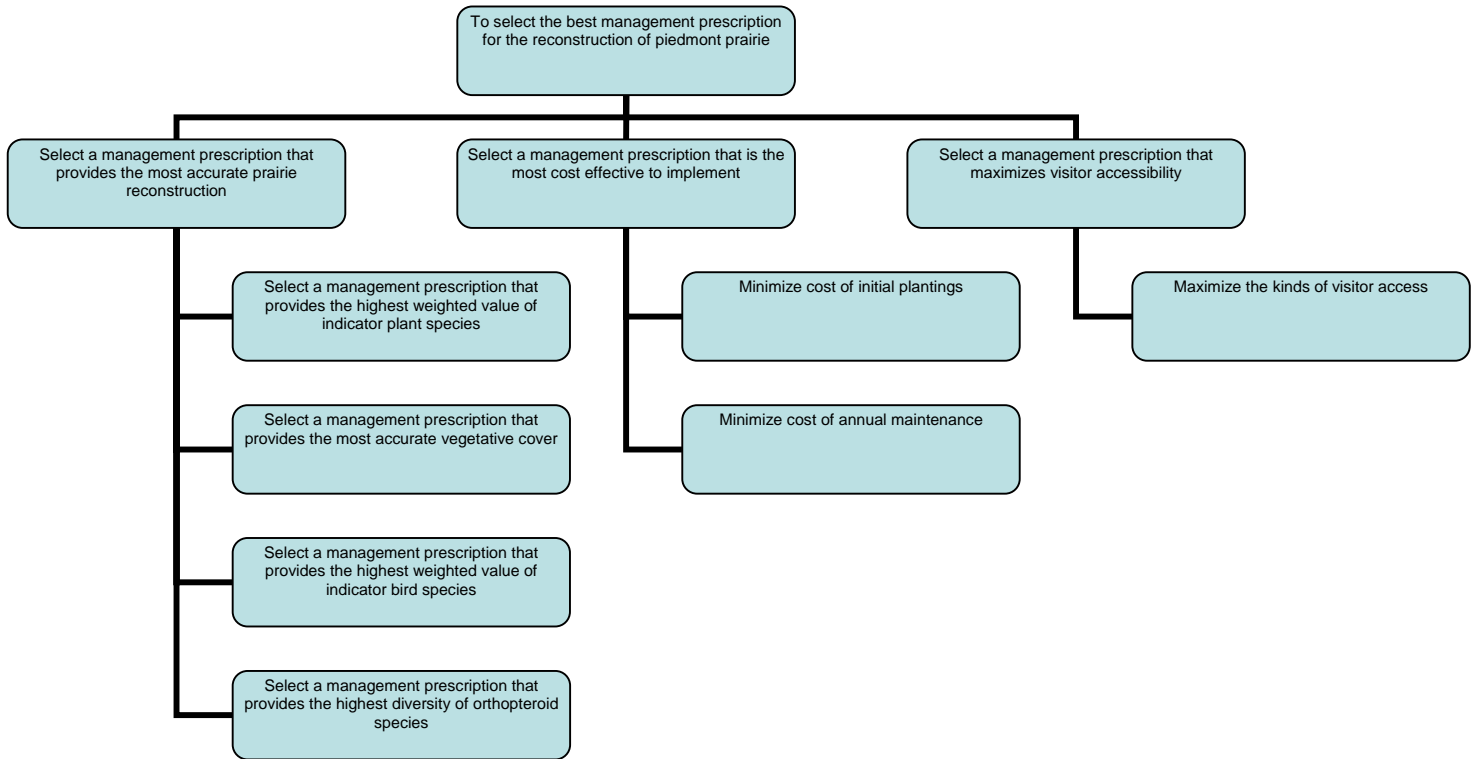 To select the best management prescription
for the reconstruction of piedmont prairie
Select a management prescription that
provides the most accurate prairie
reconstruction
Select a management prescription that is the
most cost effective to implement
Select a management prescription that
maximizes visitor accessibility
Select a management prescription that
provides the highest weighted value of
indicator plant species
Minimize cost of initial plantings
Maximize the kinds of visitor access
Select a management prescription that
provides the most accurate vegetative cover
Minimize cost of annual maintenance
Select a management prescription that
provides the highest weighted value of
indicator bird species
Select a management prescription that
provides the highest diversity of orthopteroid
species